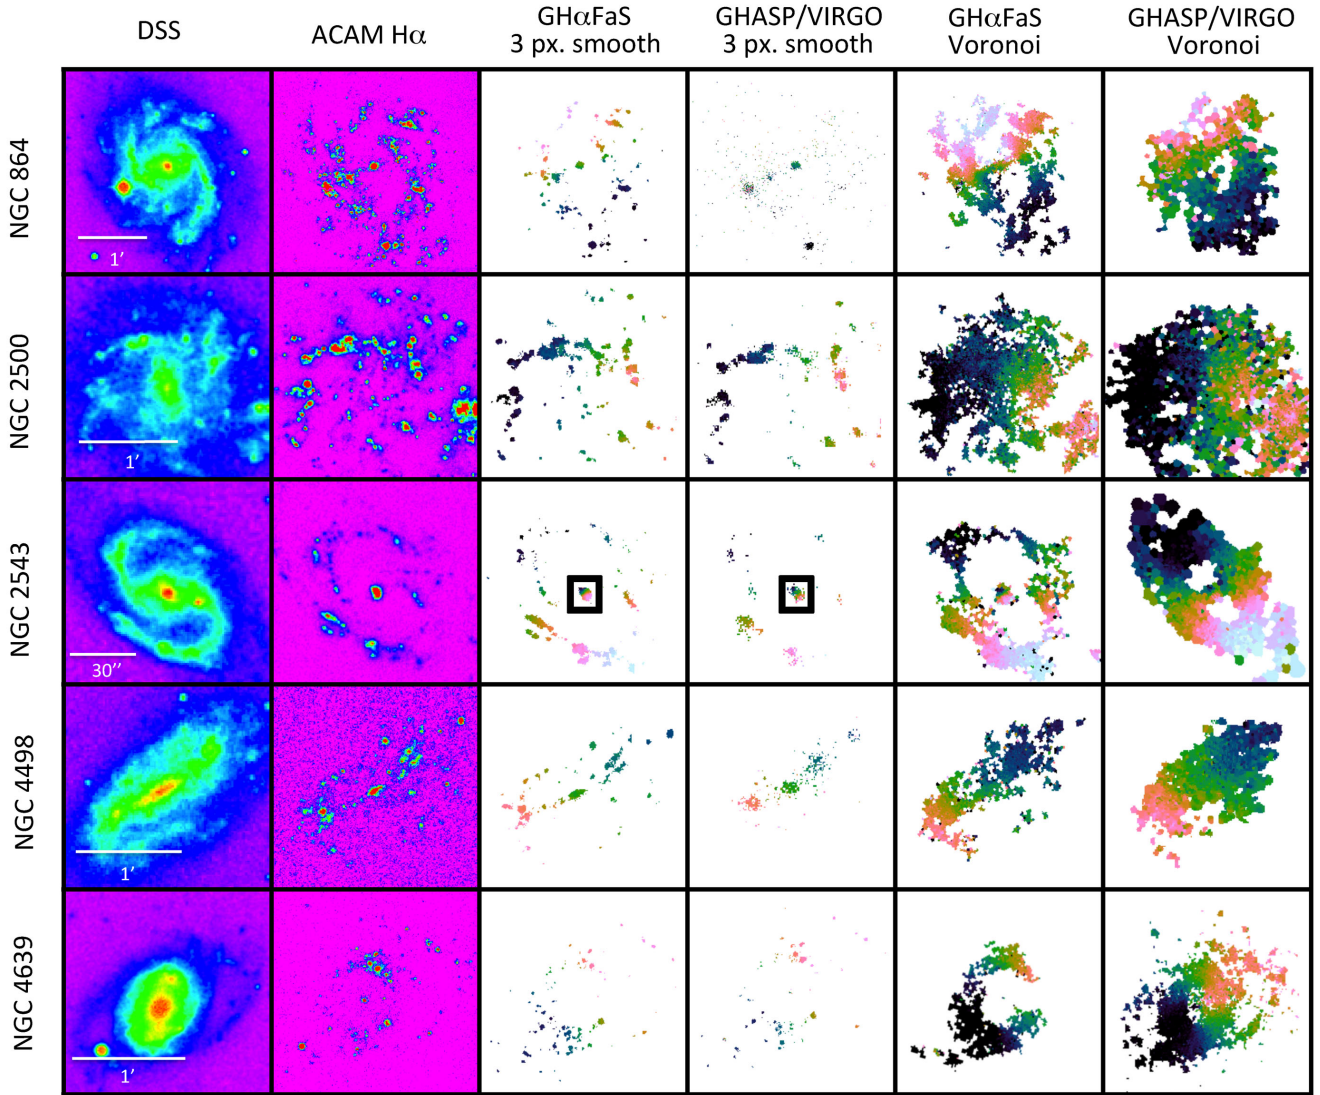 DSS
ACAM Hα
GHαFaS
3 px. smooth
GHASP/VIRGO
3 px. smooth
GHαFaS
Voronoi
GHASP/VIRGO
Voronoi
NGC 864
1’
NGC 2500
1’
NGC 2543
30’’
NGC 4498
1’
NGC 4639
1’